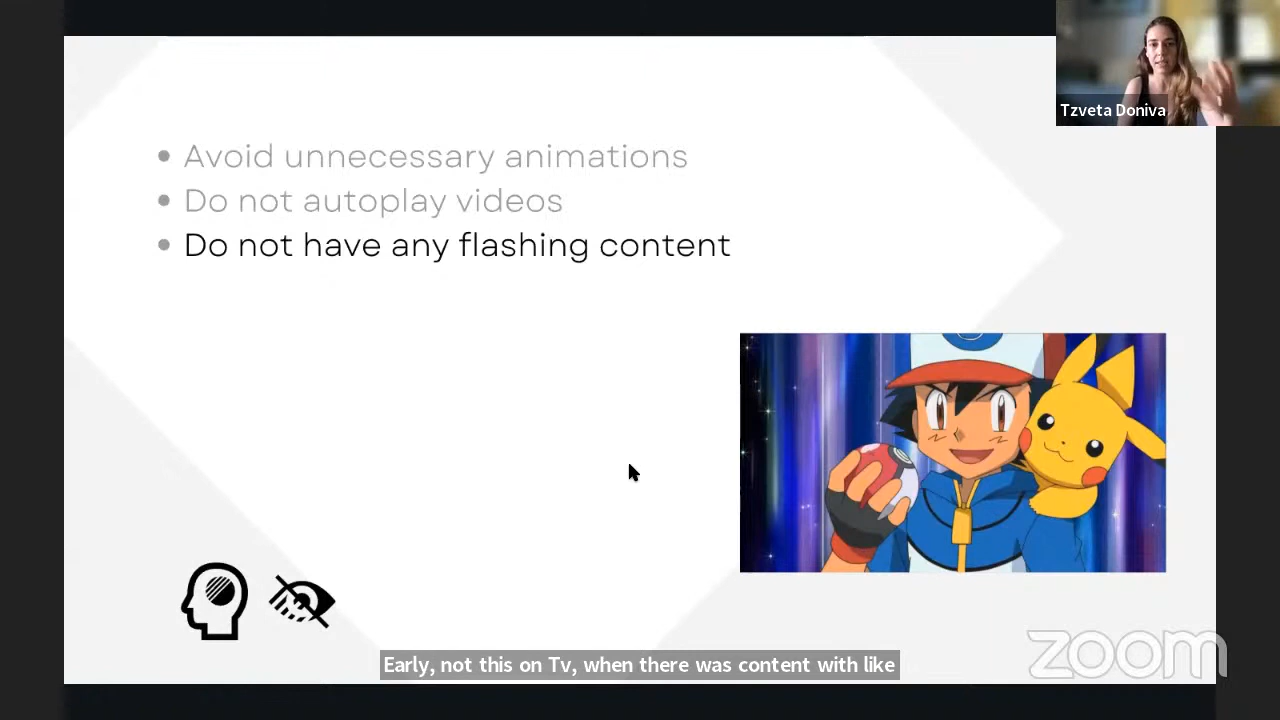 Tzveta Doniva
Avoid unnecessary animations
Do not autoplay videos
Do not have any flashing content
Early, not this on Tv, when there was content with like
zoom